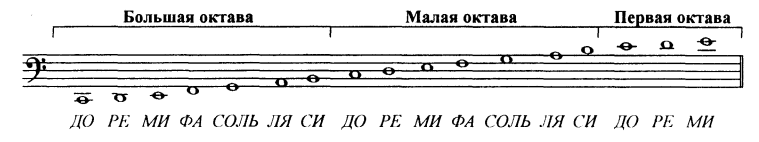 Большая октава Малая октава Первая октава
ДО РЕ МИ ФА СОЛЬ ЛЯ СИ ДО РЕ МИ ФА СОЛЬ ЛЯ СИ ДО РЕ МИ